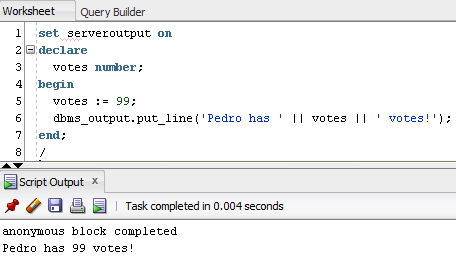 Worksheet Query Builder
1 set serveroutput on
2 declare
3 votes number;
4 begin
5 votes := 99;
6 dbms_output.put_line('Pedro has ' || votes || ' votes!');
7 end;
8 /
Script Output x
Task completed in 0.004 seconds
anonymous block completed
Pedro has 99 votes!